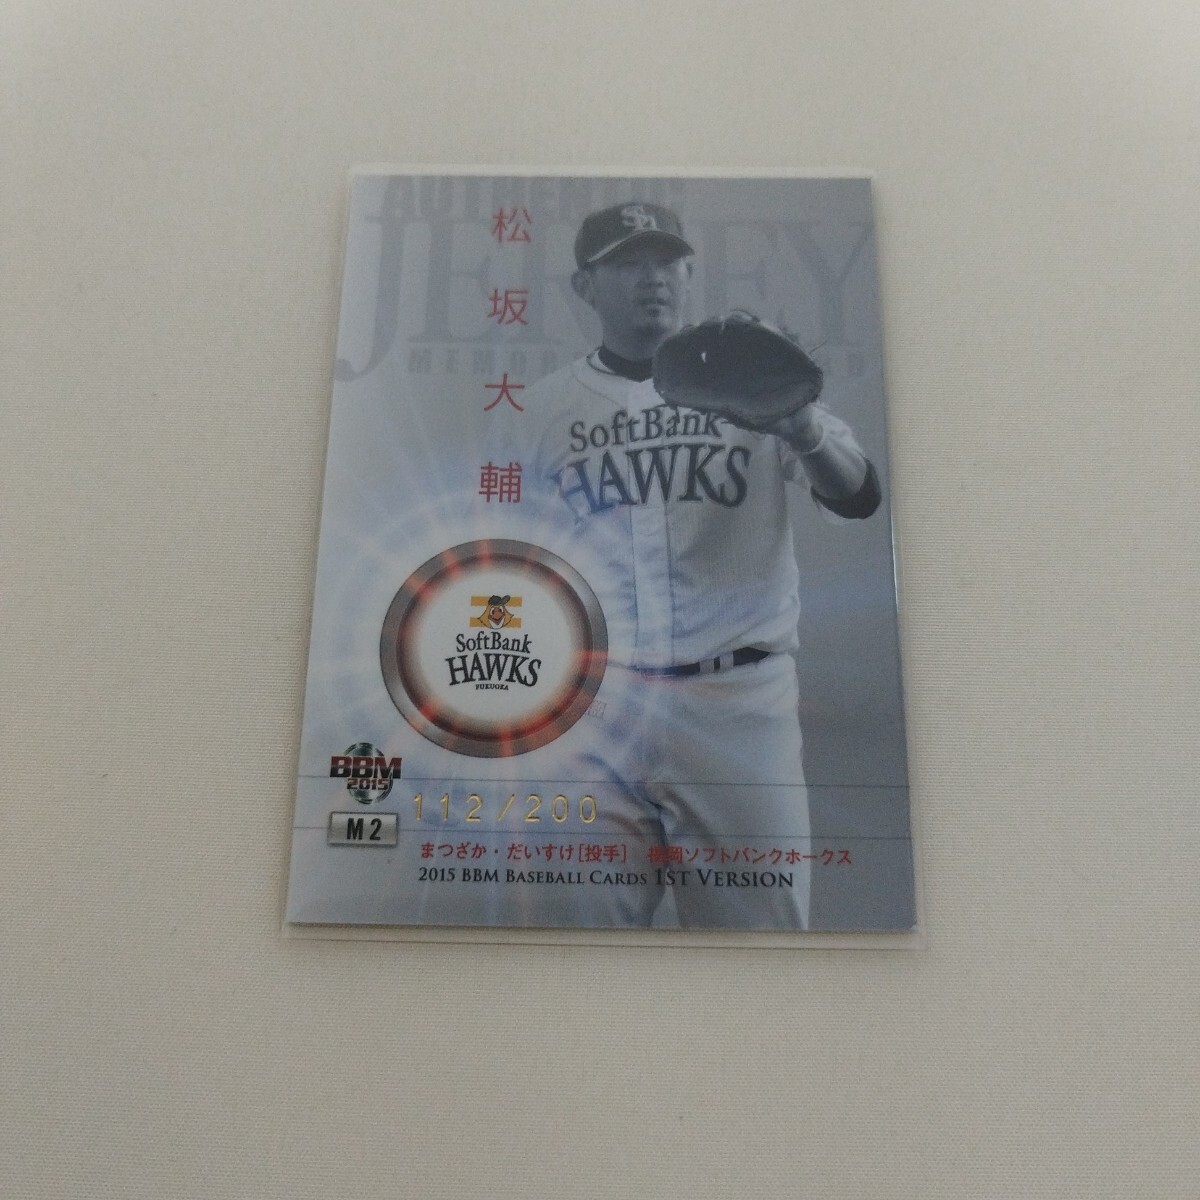 AUTHENTIC
JERSEY
松坂大輔
SH
SoftBank
HAWKS
SoftBank
HAWKS
FUKUOKA
BBM
2015
112/200
M2
まつざか・だいすけ[投手] 福岡ソフトバンクホークス
2015 BBM BASEBALL CARDS 1ST VERSION